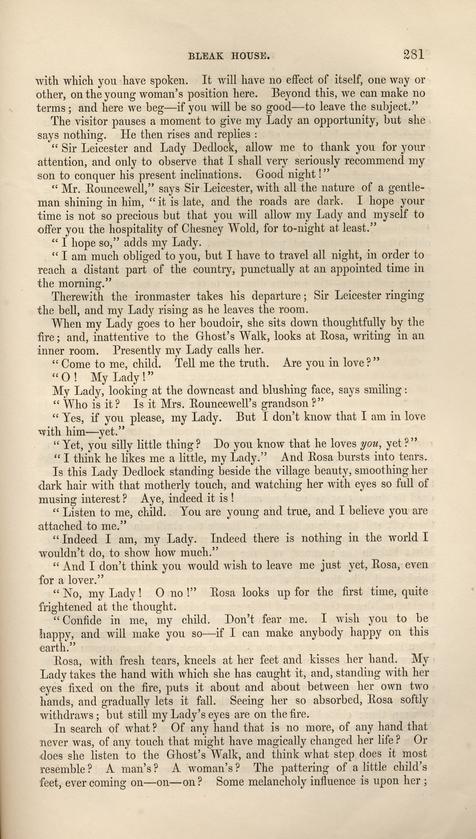 BLEAK HOUSE. 281
with which you have spoken. It will have no effect of itself, one way or
other, on the young woman's position here. Beyond this, we can make no
terms; and here we beg—if you will be so good—to leave the subject."
The visitor pauses a moment to give my Lady an opportunity, but she
says nothing. He then rises and replies:
"Sir Leicester and Lady Dedlock, allow me to thank you for your
attention, and only to observe that I shall very seriously recommend my
son to conquer his present inclinations. Good night!"
"Mr. Rouncewell," says Sir Leicester, with all the nature of a gentle-
man shining in him, "it is late, and the roads are dark. I hope your
time is not so precious but that you will allow my Lady and myself to
offer you the hospitality of Chesney Wold, for to-night at least."
"I hope so," adds my Lady.
"I am much obliged to you, but I have to travel all night, in order to
reach a distant part of the country, punctually at an appointed time in
the morning."
Therewith the ironmaster takes his departure; Sir Leicester ringing
the bell, and my Lady rising as he leaves the room.
When my Lady goes to her boudoir, she sits down thoughtfully by the
fire; and, inattentive to the Ghost's Walk, looks at Rosa, writing in an
inner room. Presently my Lady calls her.
"Come to me, child. Tell me the truth. Are you in love?"
"O! My Lady!"
My Lady, looking at the downcast and blushing face, says smiling:
"Who is it? Is it Mrs. Rouncewell's grandson?"
"Yes, if you please, my Lady. But I don't know that I am in love
with him—yet."
"Yet, you silly little thing? Do you know that he loves you, yet?"
"I think he likes me a little, my Lady." And Rosa bursts into tears.
Is this Lady Dedlock standing beside the village beauty, smoothing her
dark hair with that motherly touch, and watching her with eyes so full of
musing interest? Aye, indeed it is!
"Listen to me, child. You are young and true, and I believe you are
attached to me."
"Indeed I am, my Lady. Indeed there is nothing in the world I
wouldn't do, to show how much."
"And I don't think you would wish to leave me just yet, Rosa, even
for a lover."
"No, my Lady! O no!" Rosa looks up for the first time, quite
frightened at the thought.
"Confide in me, my child. Don't fear me. I wish you to be
happy, and will make you so—if I can make anybody happy on this
earth."
Rosa, with fresh tears, kneels at her feet and kisses her hand. My
Lady takes the hand with which she has caught it, and, standing with her
eyes fixed on the fire, puts it about and about between her own two
hands, and gradually lets it fall. Seeing her so absorbed, Rosa softly
withdraws; but still my Lady's eyes are on the fire.
In search of what? Of any hand that is no more, of any hand that
never was, of any touch that might have magically changed her life? Or
does she listen to the Ghost's Walk, and think what step does it most
resemble? A man's? A woman's? The pattering of a little child's
feet, ever coming on—on—on? Some melancholy influence is upon her;